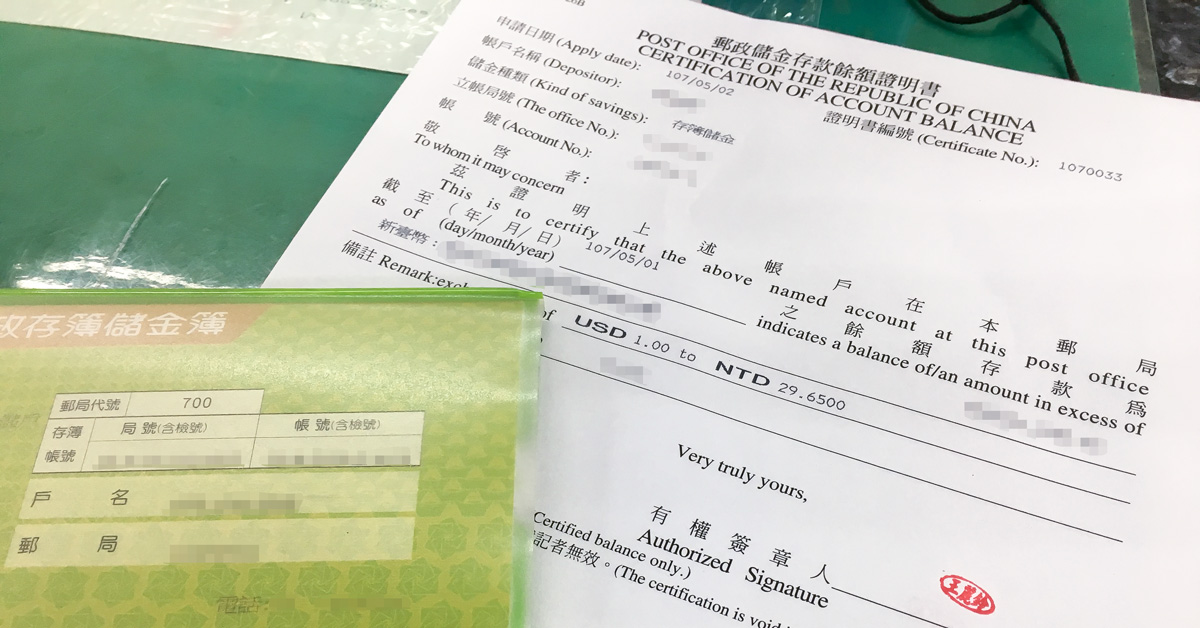 26B
郵政儲金存款餘額證明書
POST OFFICE OF THE REPUBLIC OF CHINA
CERTIFICATION OF ACCOUNT BALANCE
證明書編號 (Certificate No.): 1070033
申請日期 (Apply date): 107/05/02
帳戶名稱 (Depositor):
儲金種類 (Kind of savings): 存簿儲金
立帳局號 (The office No.):
帳 號 (Account No.):
敬 啓 者:
To whom it may concern
茲 證 明 上 述 帳 戶 在 本 郵 局
This is to certify that the above named account at this post office
截 至 ( 年/ 月/ 日) 107/05/01 之 餘 額 存 款 為
as of (day/month/year) indicates a balance of/an amount in excess of
新臺幣:
備註 Remark:exch of USD 1.00 to NTD 29.6500
Very truly yours,
有 權 簽 章 人
Authorized Signature
Certified balance only.)
記者無效。(The certification is void
政存簿儲金簿
郵局代號 700
存簿帳號 局 號(含檢號) 帳 號(含檢號)
戶 名
郵 局
電話: